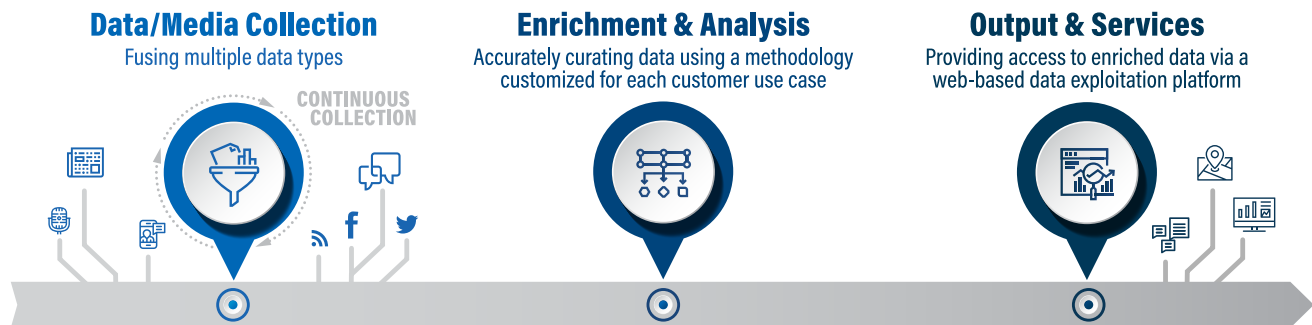 Data/Media Collection
Fusing multiple data types
CONTINUOUS
COLLECTION
Enrichment & Analysis
Accurately curating data using a methodology
customized for each customer use case
Output & Services
Providing access to enriched data via a
web-based data exploitation platform